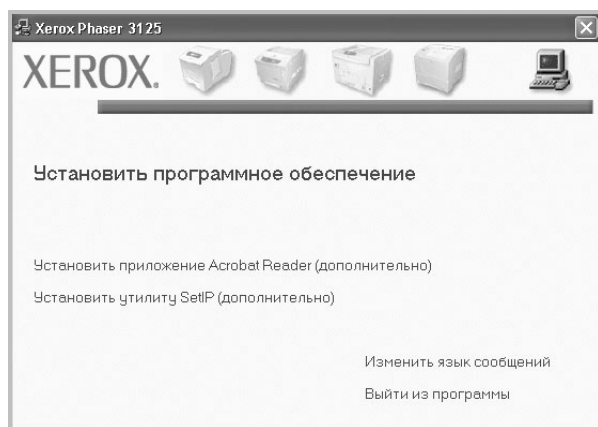 Xerox Phaser 3125
XEROX.
Установить программное обеспечение
Установить приложение Acrobat Reader (дополнительно)
Установить утилиту SetIP (дополнительно)
Изменить язык сообщений
Выйти из программы